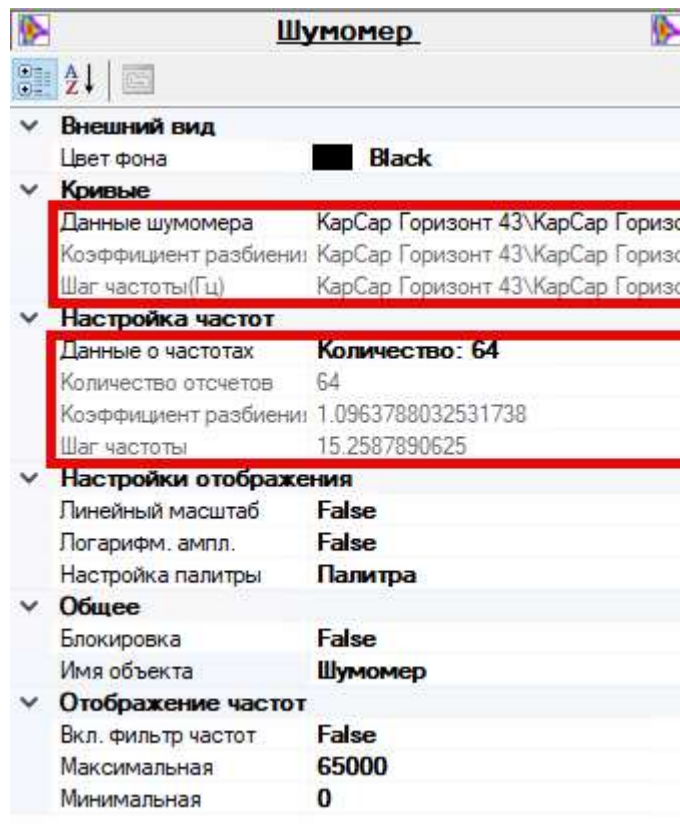 Шумомер
Внешний вид
Цвет фона Black
Кривые
Данные шумомера КарСар Горизонт 43\КарСар Горизо
Коэффициент разбиени КарСар Горизонт 43\КарСар Горизо
Шаг частоты(Гц) КарСар Горизонт 43\КарСар Горизо
Настройка частот
Данные о частотах Количество: 64
Количество отсчетов 64
Коэффициент разбиени 1.0963788032531738
Шаг частоты 15.2587890625
Настройки отображения
Линейный масштаб False
Логарифм. ампл. False
Настройка палитры Палитра
Общее
Блокировка False
Имя объекта Шумомер
Отображение частот
Вкл. фильтр частот False
Максимальная 65000
Минимальная 0